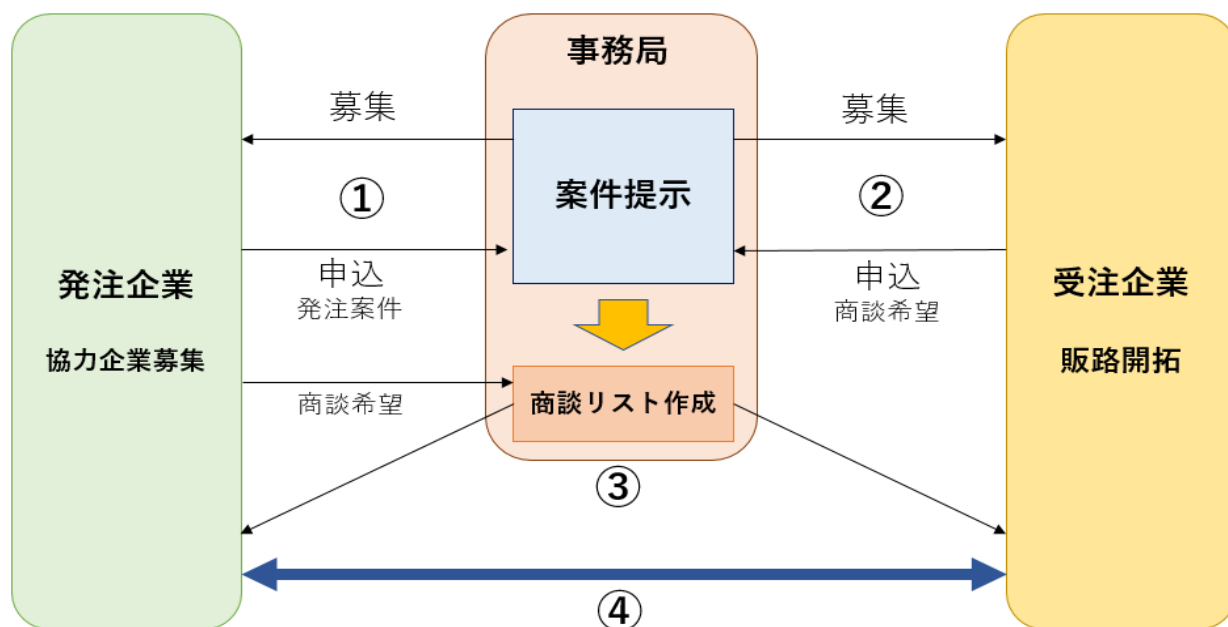 事務局
募集
募集
①
案件提示
②
発注企業
申込
発注案件
申込
商談希望
受注企業
協力企業募集
販路開拓
商談希望
商談リスト作成
③
④